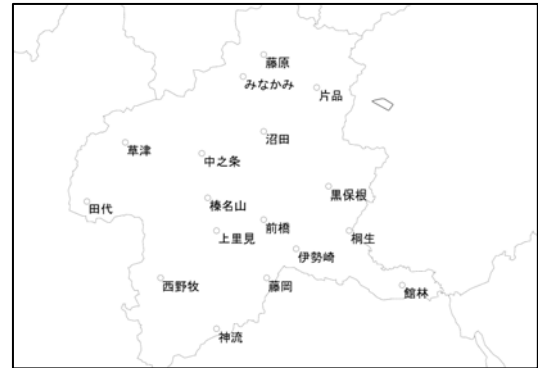 藤原
みなかみ
片品
沼田
草津
中之条
黒保根
榛名山
田代
前橋
上里見
桐生
伊勢崎
西野牧
藤岡
館林
神流